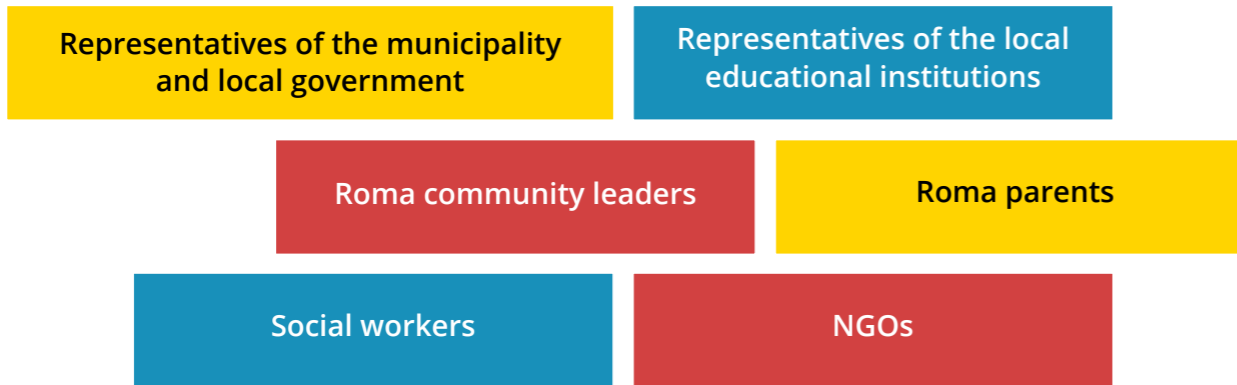 Representatives of the municipality
and local government
Representatives of the local
educational institutions
Roma community leaders
Roma parents
Social workers
NGOs